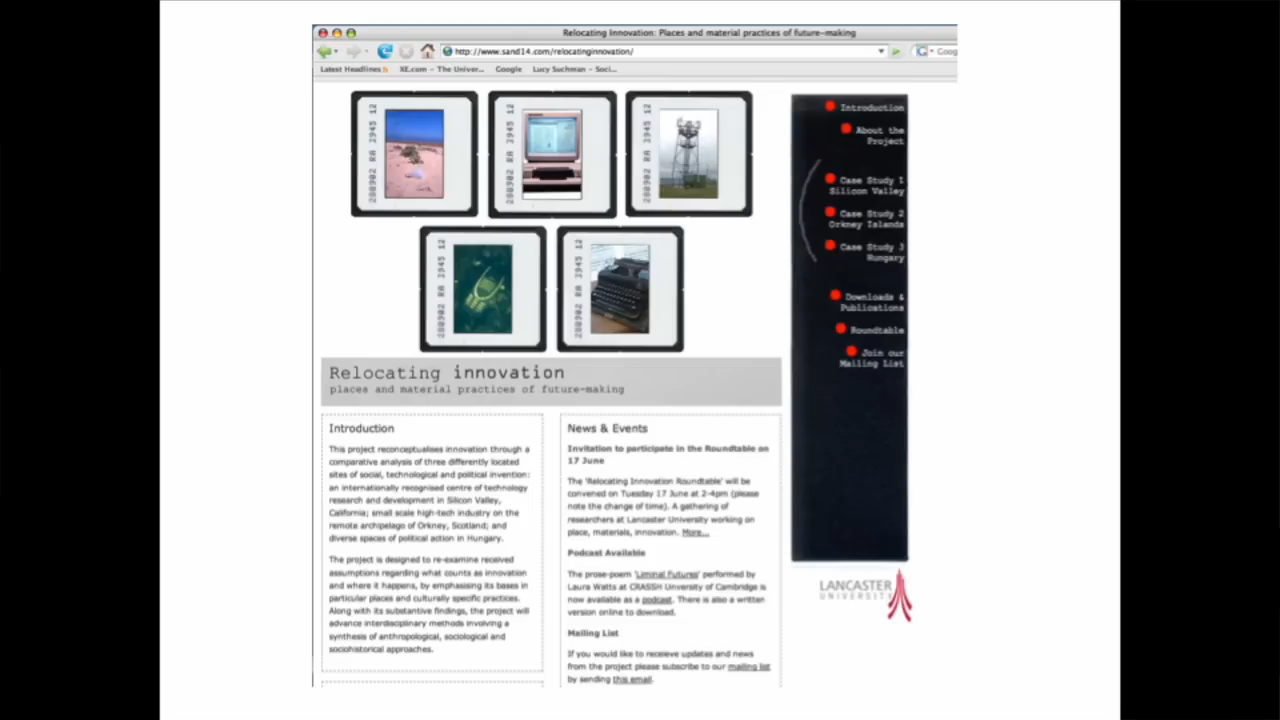 Relocating Innovation: Places and material practices of future-making
http://www.sand14.com/relocatinginnovation/
Latest Headlines
XE.com – The Univer...
Google
Lucy Suchman – Soci...
Introduction
About the
Project
Case Study 1
Silicon Valley
Case Study 2
Orkney Islands
Case Study 3
Hungary
Downloads &
Publications
Roundtable
Join our
Mailing List
Relocating innovation
places and material practices of future-making
Introduction
This project reconceptualises innovation through a
comparative analysis of three differently located
sites of social, technological and political invention:
an internationally recognised centre of technology
research and development in Silicon Valley,
California; small scale high-tech industry on the
remote archipelago of Orkney, Scotland; and
diverse spaces of political action in Hungary.
The project is designed to re-examine received
assumptions regarding what counts as innovation
and where it happens, by emphasising its bases in
particular places and culturally specific practices.
Along with its substantive findings, the project will
advance interdisciplinary methods involving a
synthesis of anthropological, sociological and
sociohistorical approaches.
News & Events
Invitation to participate in the Roundtable on
17 June
The 'Relocating Innovation Roundtable' will be
convened on Tuesday 17 June at 2-4pm (please
note the change of time). A gathering of
researchers at Lancaster University working on
place, materials, innovation. More...
Podcast Available
The prose-poem 'Liminal Futures' performed by
Laura Watts at CRASSH Unversity of Cambridge is
now available as a podcast. There is also a written
version online to download.
Mailing List
If you would like to receieve updates and news
from the project please subscribe to our mailing list
by sending this email.
LANCASTER
UNIVERSITY